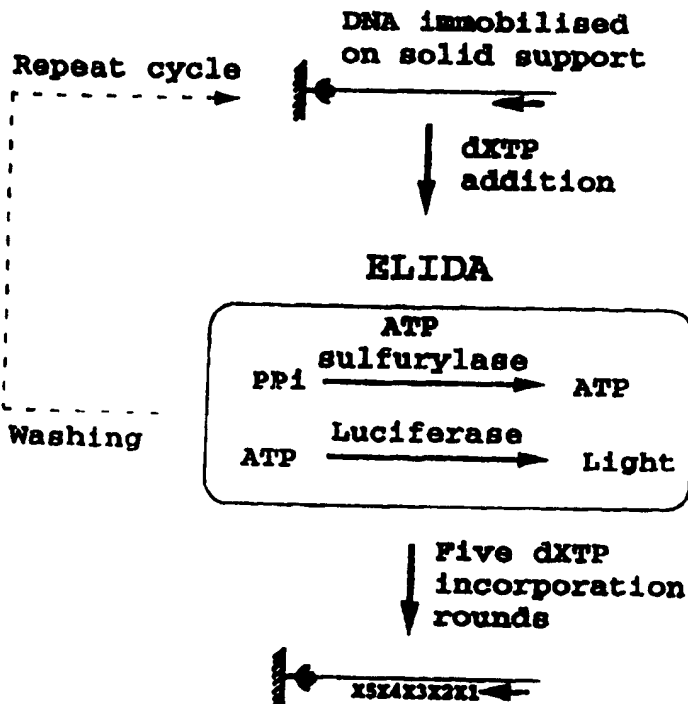 DNA immobilised
on solid support
Repeat cycle
dXTP
addition
ELIDA
ATP
sulfurylase
PPi
ATP
Luciferase
ATP
Light
Washing
Five dXTP
incorporation
rounds
X5X4X3X2X1